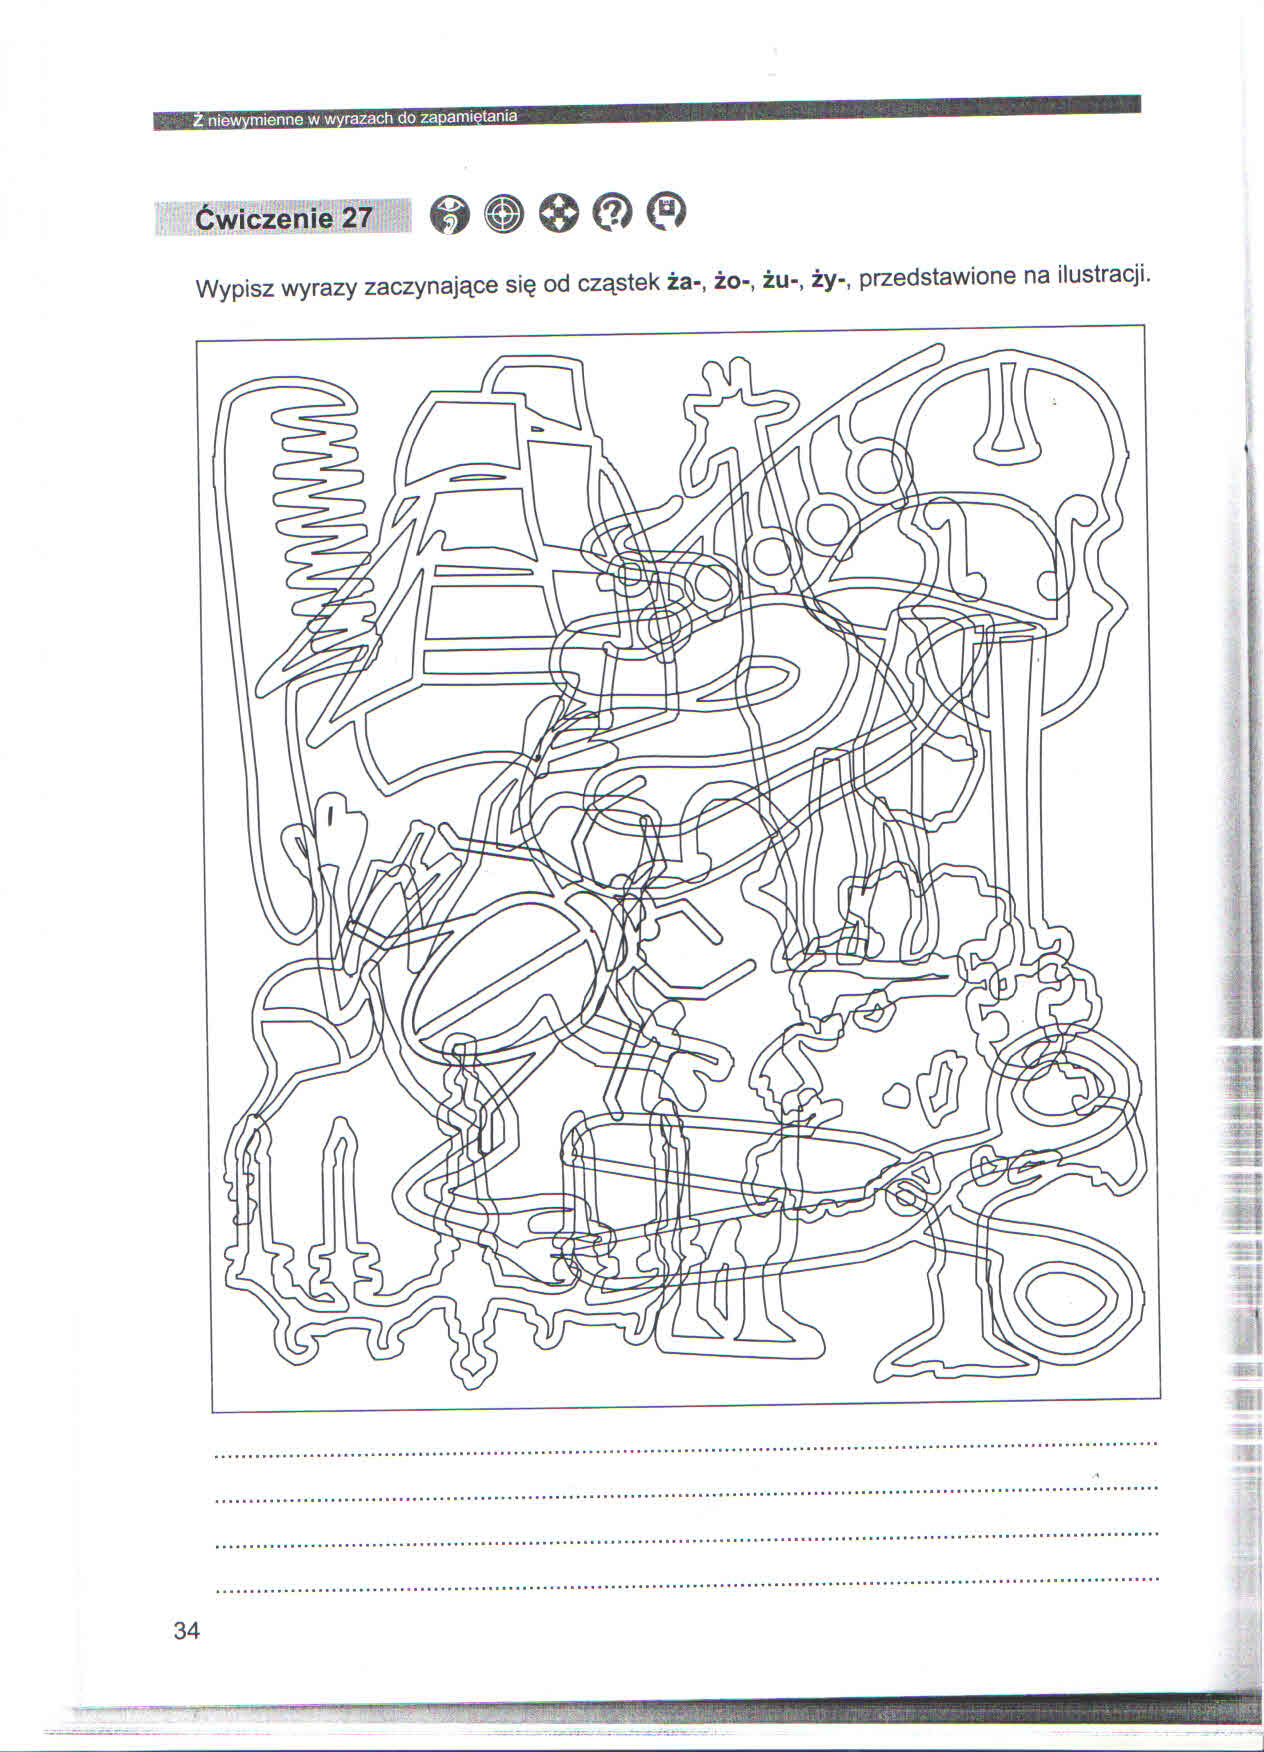 Ż niewymienne w wyrazach do zapamiętania
Ćwiczenie 27
Wypisz wyrazy zaczynające się od cząstek ża-, żo-, żu-, ży-, przedstawione na ilustracji.
34